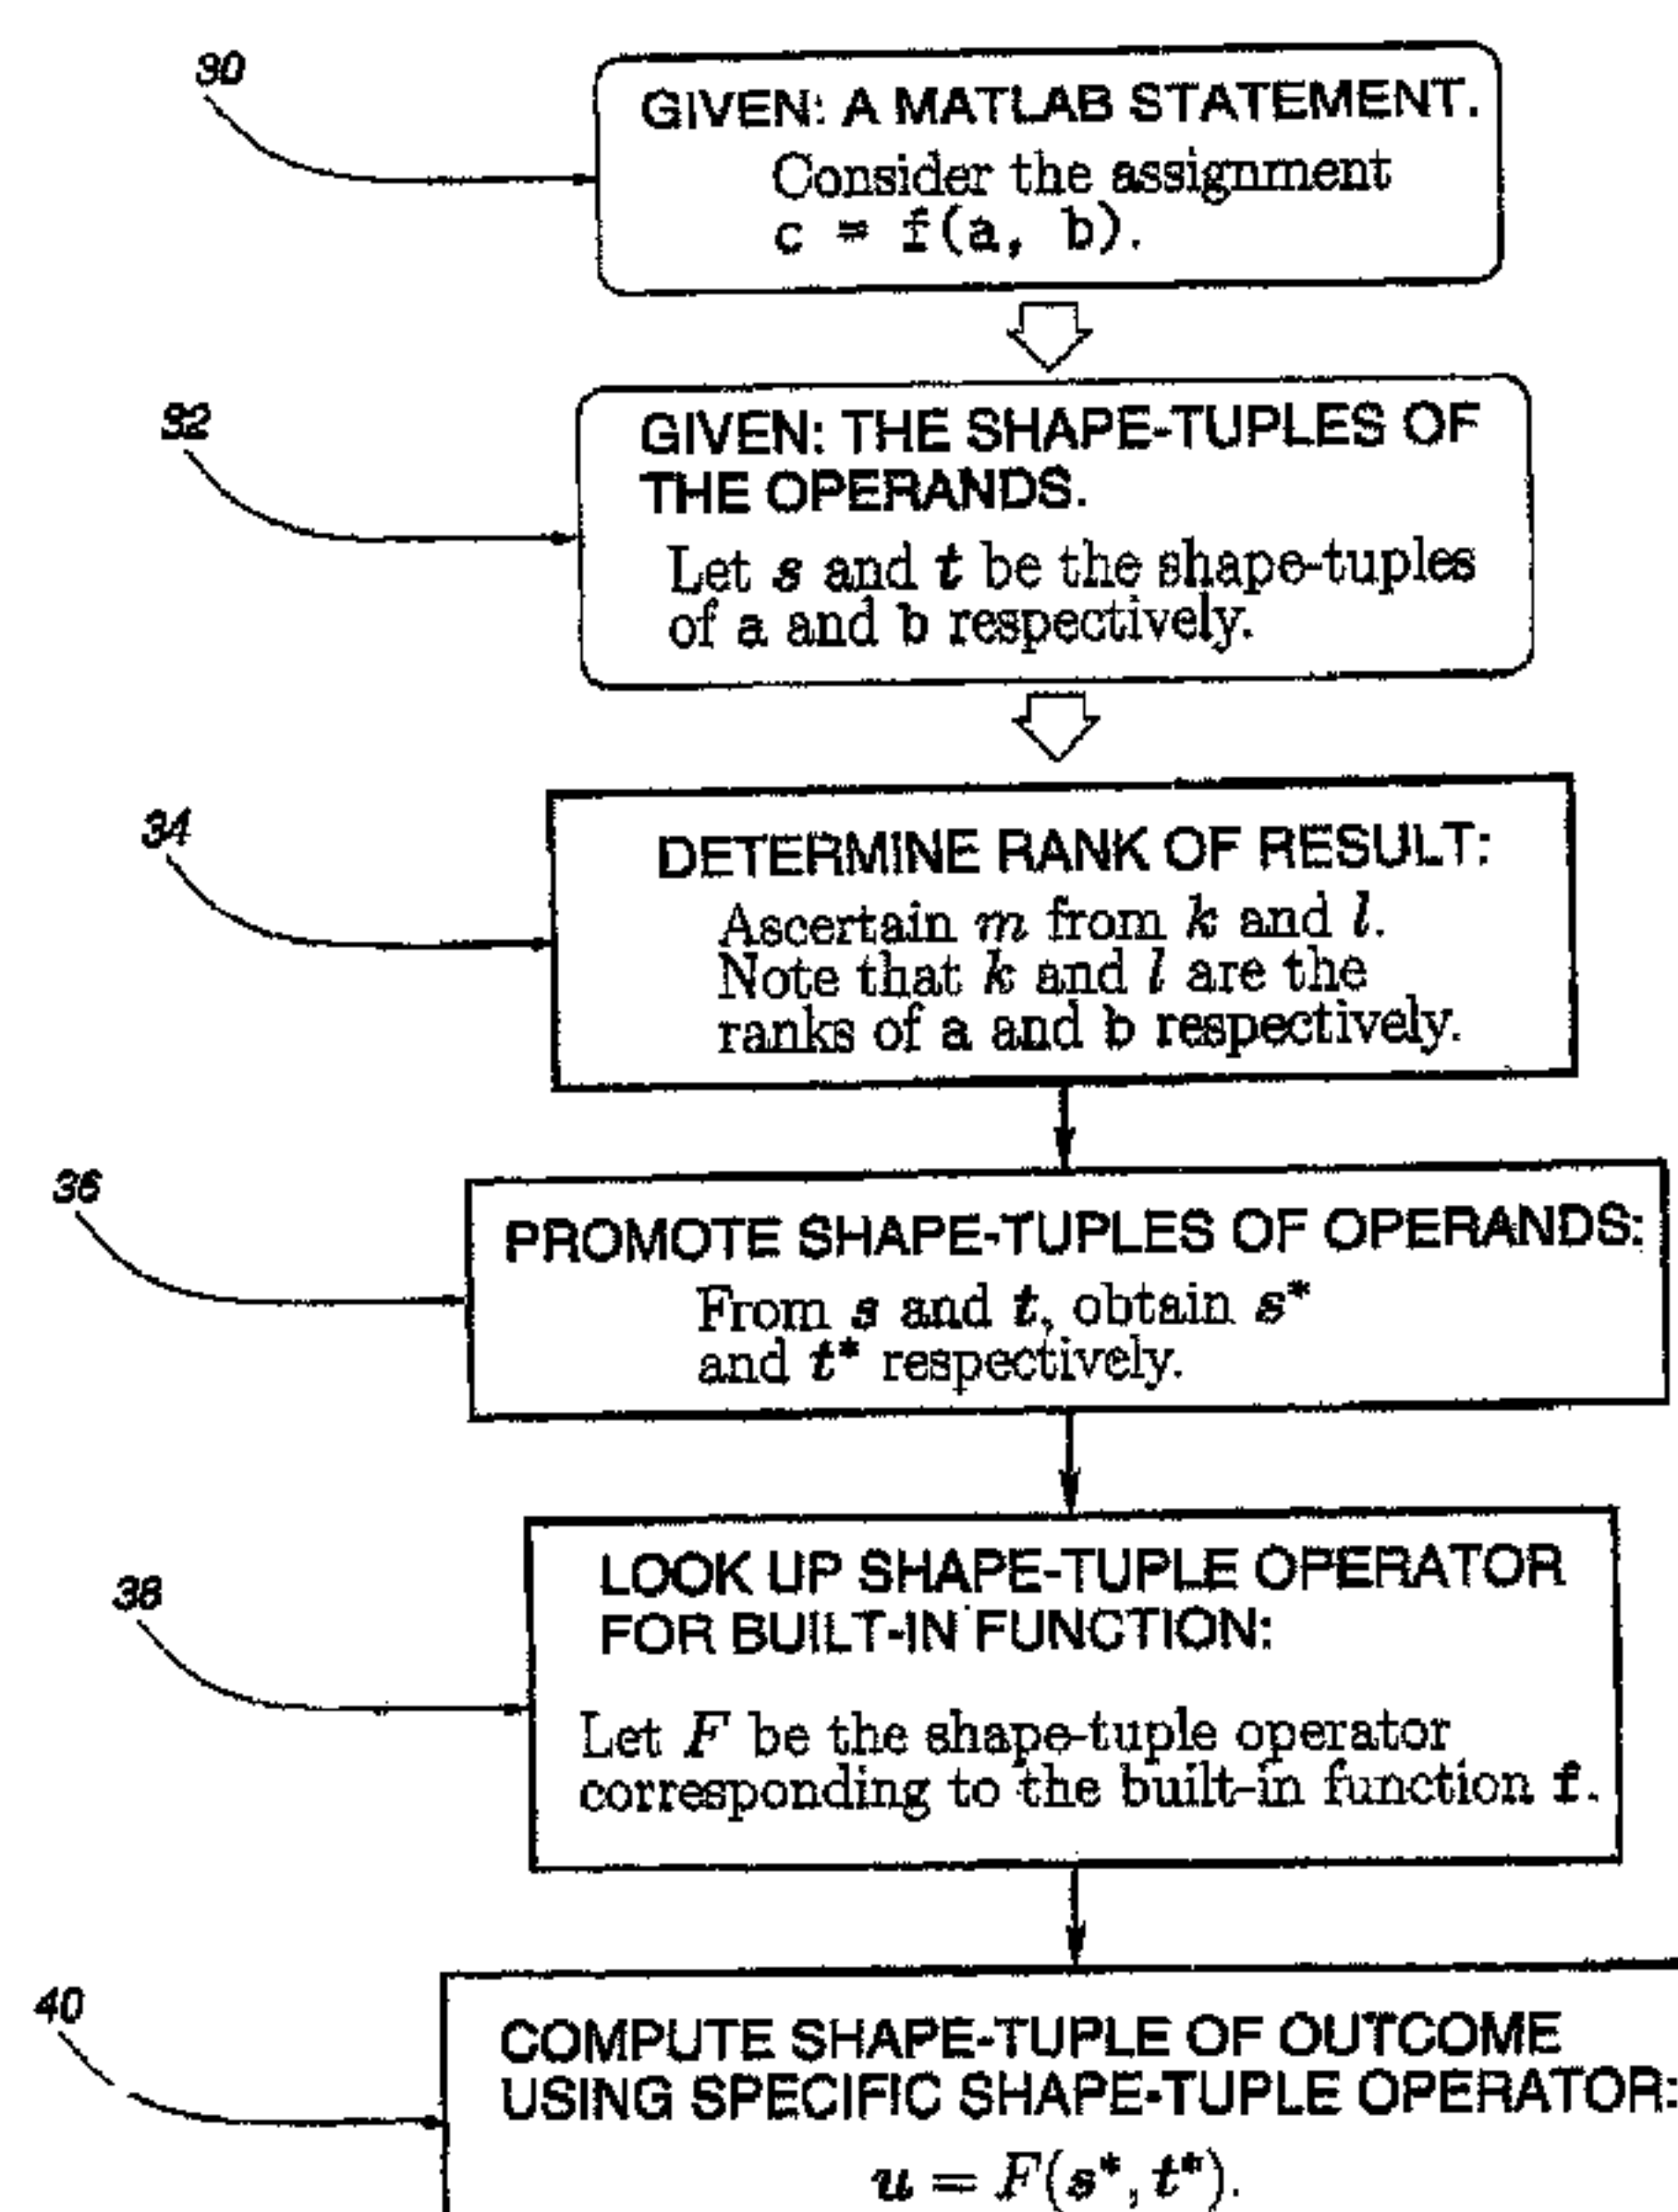 30
GIVEN: A MATLAB STATEMENT.
Consider the assignment
c = f(a, b).
32
GIVEN: THE SHAPE-TUPLES OF
THE OPERANDS.
Let s and t be the shape-tuples
of a and b respectively.
34
DETERMINE RANK OF RESULT:
Ascertain m from k and l.
Note that k and l are the
ranks of a and b respectively.
36
PROMOTE SHAPE-TUPLES OF OPERANDS:
From s and t, obtain s*
and t* respectively.
38
LOOK UP SHAPE-TUPLE OPERATOR
FOR BUILT-IN FUNCTION:
Let F be the shape-tuple operator
corresponding to the built-in function f.
40
COMPUTE SHAPE-TUPLE OF OUTCOME
USING SPECIFIC SHAPE-TUPLE OPERATOR:
u = F(s*, t*).